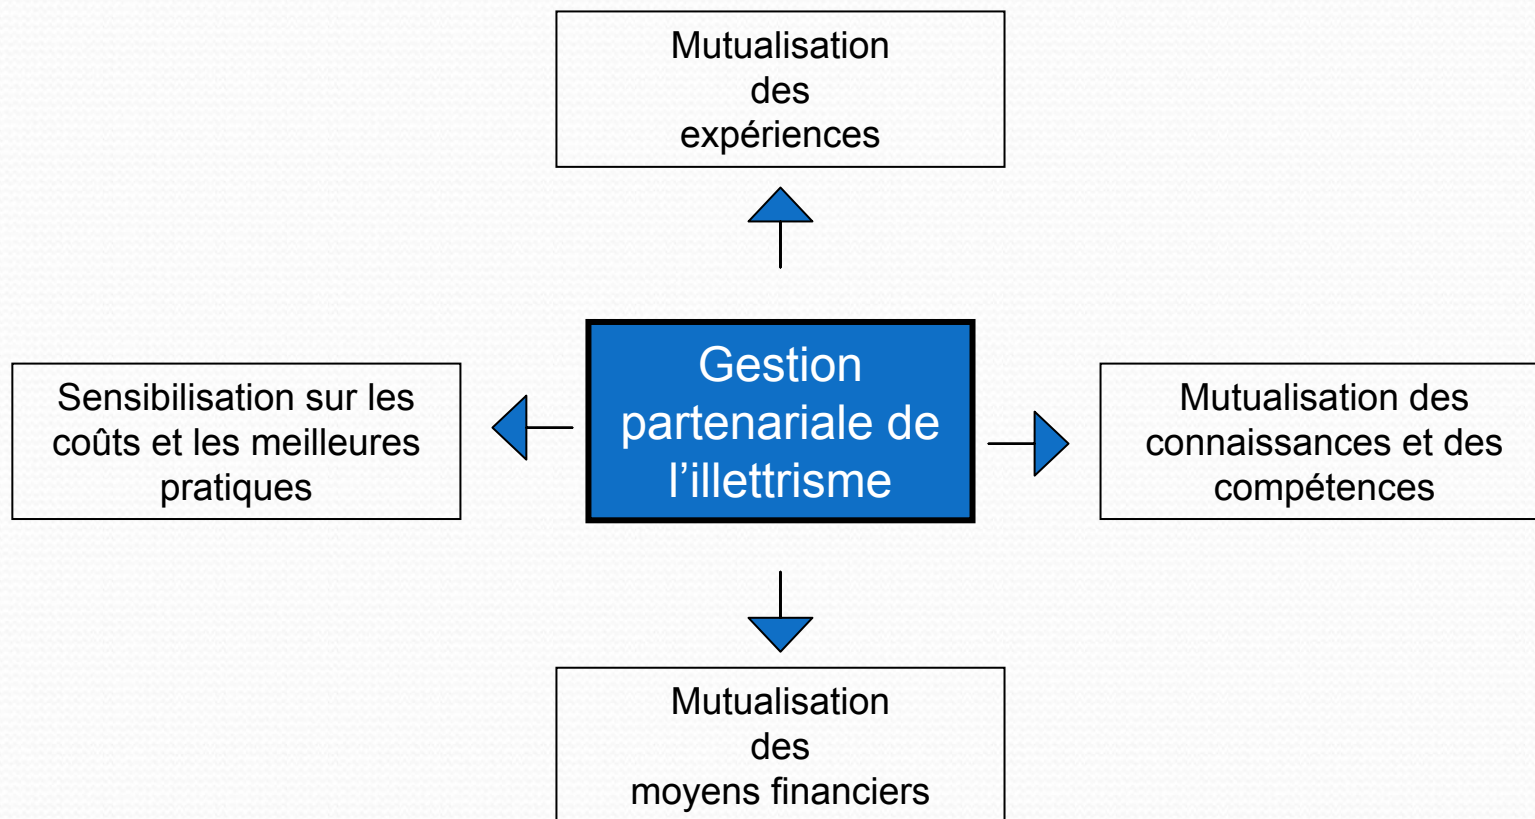 Mutualisation
des
expériences
Gestion
partenariale de
l’illettrisme
Sensibilisation sur les
coûts et les meilleures
pratiques
Mutualisation des
connaissances et des
compétences
Mutualisation
des
moyens financiers